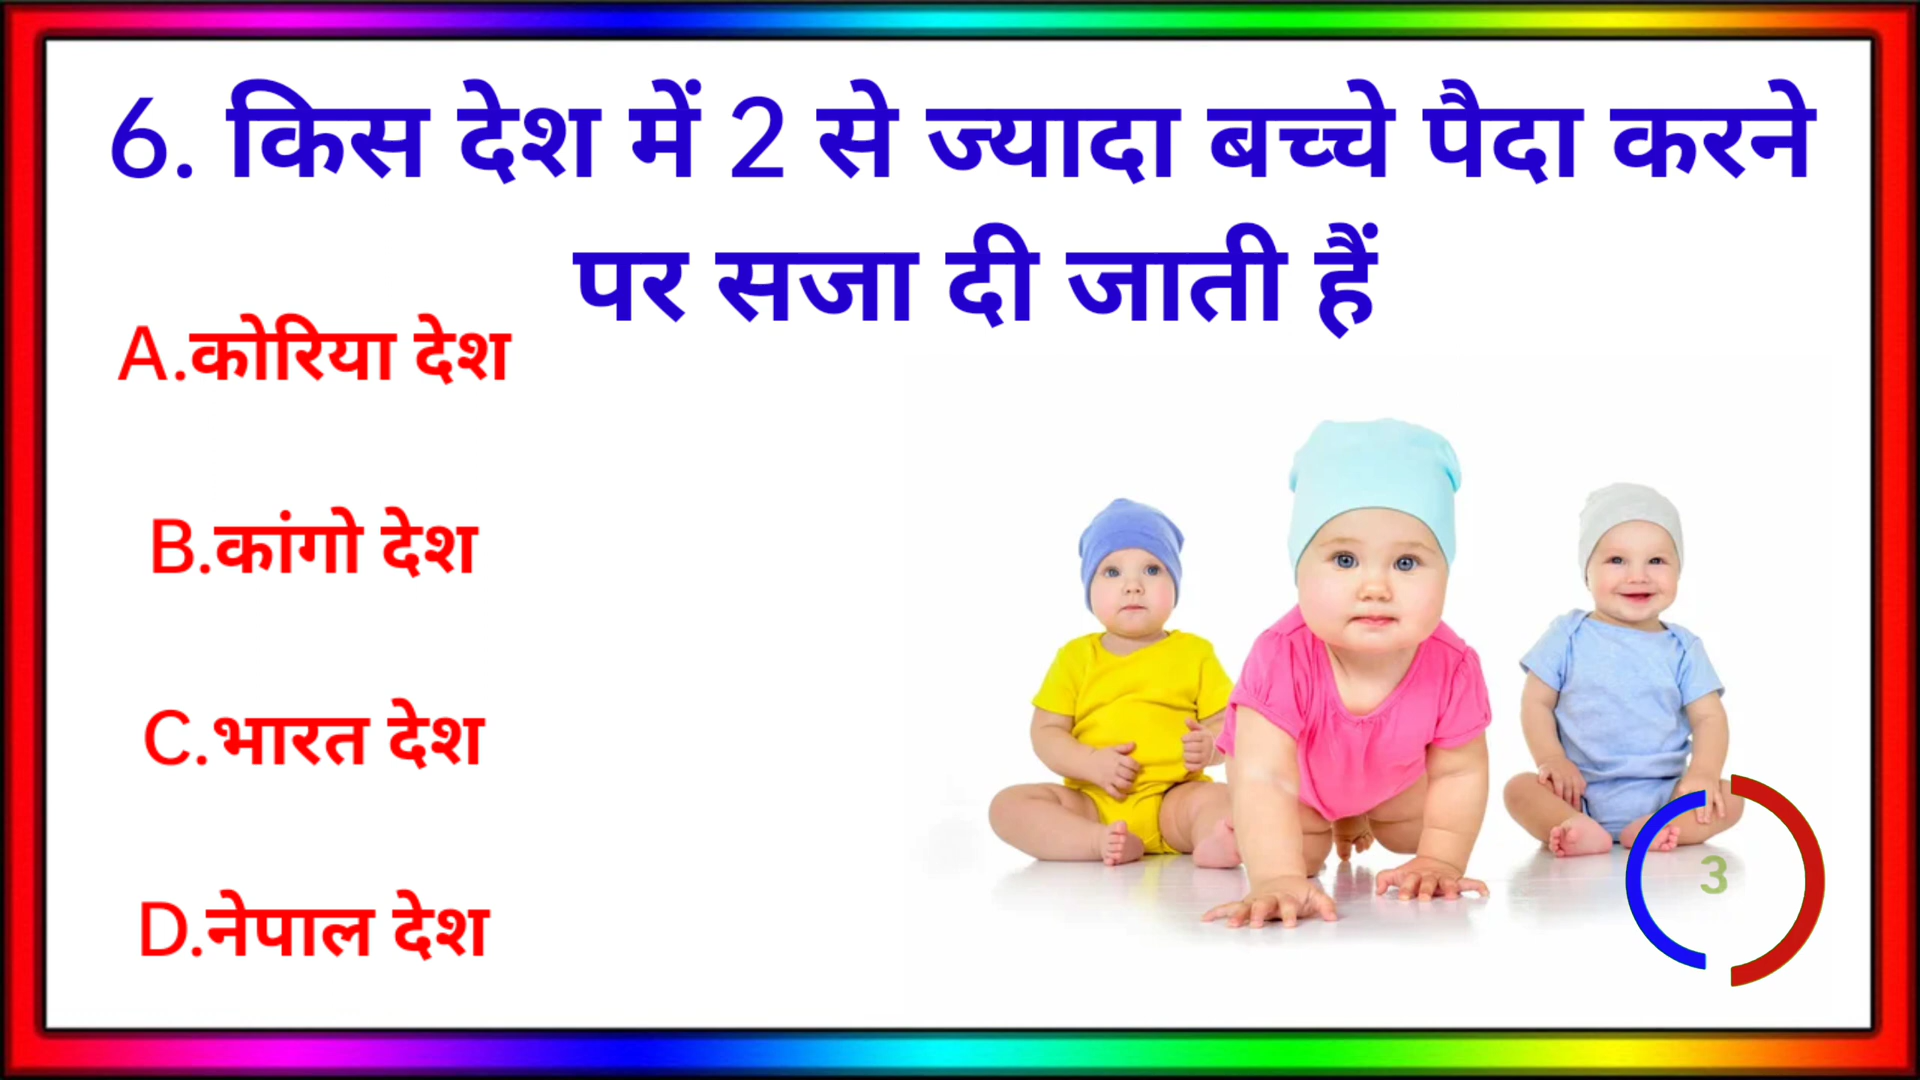 6. किस देश में 2 से ज्यादा बच्चे पैदा करने
पर सजा दी जाती हैं
A.कोरिया देश
B.कांगो देश
C.भारत देश
D.नेपाल देश
3